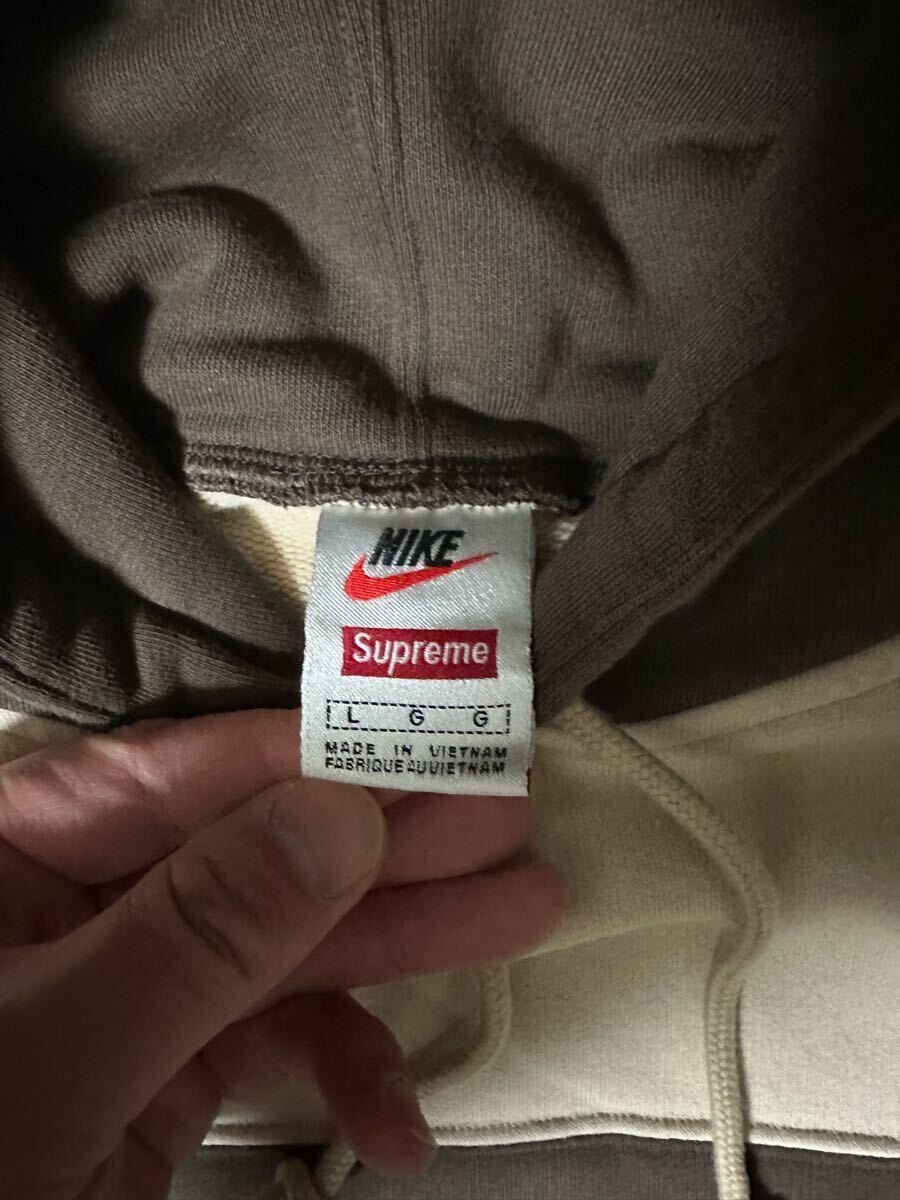 NIKE
Supreme
L G G
MADE IN VIETNAM
FABRIQUE AU VIETNAM